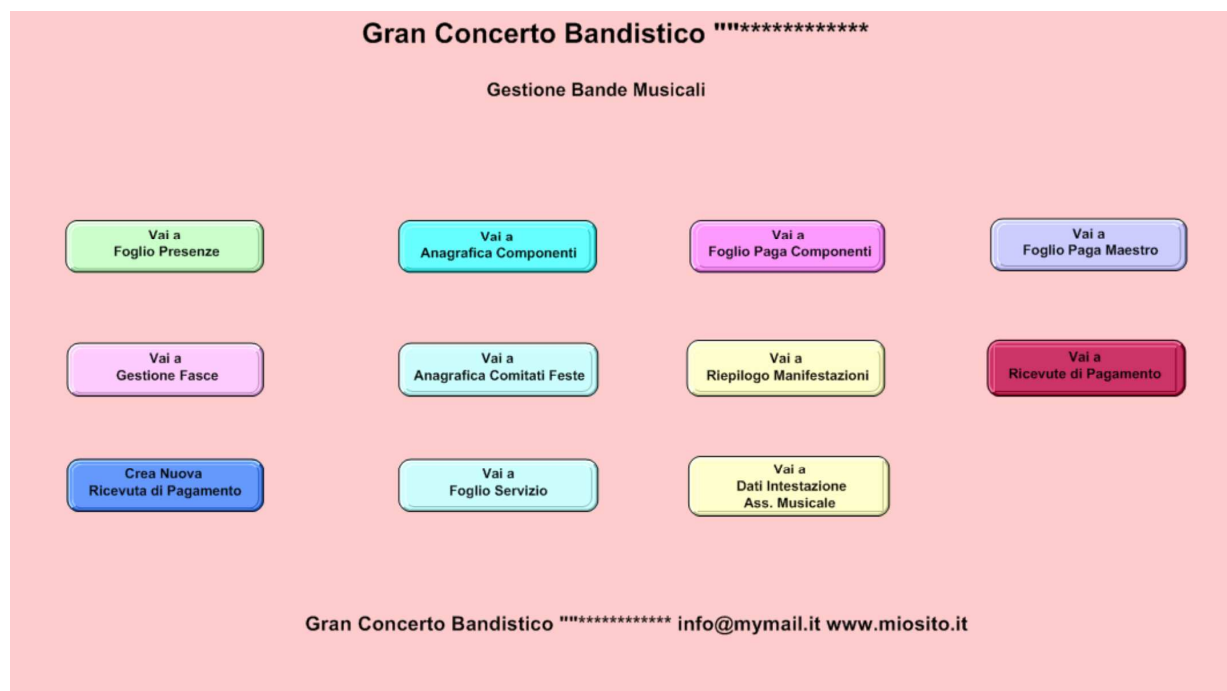 Gran Concerto Bandistico ""************
Gestione Bande Musicali
Vai a
Foglio Presenze
Vai a
Anagrafica Componenti
Vai a
Foglio Paga Componenti
Vai a
Foglio Paga Maestro
Vai a
Gestione Fasce
Vai a
Anagrafica Comitati Feste
Vai a
Riepilogo Manifestazioni
Vai a
Ricevute di Pagamento
Crea Nuova
Ricevuta di Pagamento
Vai a
Foglio Servizio
Vai a
Dati Intestazione
Ass. Musicale
Gran Concerto Bandistico ""************ info@mymail.it www.miosito.it